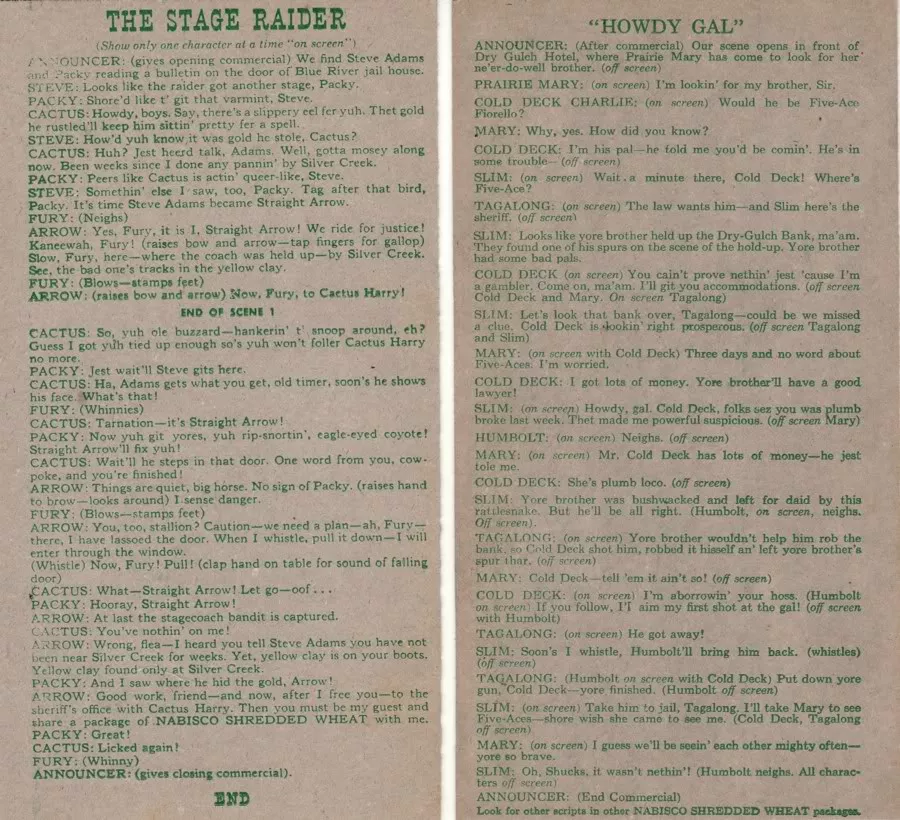 THE STAGE RAIDER
(Show only one character at a time "on screen")
ANNOUNCER: (gives opening commercial) We find Steve Adams
and Packy reading a bulletin on the door of Blue River jail house.
STEVE: Looks like the raider got another stage, Packy.
PACKY: Shore'd like t' git that varmint, Steve.
CACTUS: Howdy, boys. Say, there's a slippery eel fer yuh. Thet gold
he rustled'll keep him sittin' pretty fer a spell.
STEVE: How'd yuh know it was gold he stole, Cactus?
CACTUS: Huh? Jest heerd talk, Adams. Well, gotta mosey along
now. Been weeks since I done any pannin' by Silver Creek.
PACKY: Peers like Cactus is actin' queer-like, Steve.
STEVE: Somethin' else I saw, too, Packy. Tag after that bird,
Packy. It's time Steve Adams became Straight Arrow.
FURY: (Neighs)
ARROW: Yes, Fury, it is I, Straight Arrow! We ride for justice!
Kaneewah, Fury! (raises bow and arrow—tap fingers for gallop)
Slow, Fury, here—where the coach was held up—by Silver Creek.
See, the bad one's tracks in the yellow clay.
FURY: (Blows—stamps feet)
ARROW: (raises bow and arrow) Now, Fury, to Cactus Harry!
END OF SCENE 1
CACTUS: So, yuh ole buzzard—hankerin' t' snoop around, eh?
Guess I got yuh tied up enough so's yuh won't foller Cactus Harry
no more.
PACKY: Jest wait'll Steve gits here.
CACTUS: Ha, Adams gets what you get, old timer, soon's he shows
his face. What's that!
FURY: (Whinnies)
CACTUS: Tarnation—it's Straight Arrow!
PACKY: Now yuh git yores, yuh rip-snortin', eagle-eyed coyote!
Straight Arrow'll fix yuh!
CACTUS: Wait'll he steps in that door. One word from you, cow-
poke, and you're finished!
ARROW: Things are quiet, big horse. No sign of Packy. (raises hand
to brow—looks around) I sense danger.
FURY: (Blows—stamps feet)
ARROW: You, too, stallion? Caution—we need a plan—ah, Fury—
there, I have lassoed the door. When I whistle, pull it down—I will
enter through the window.
(Whistle) Now, Fury! Pull! (clap hand on table for sound of falling
door)
CACTUS: What—Straight Arrow! Let go—oof...
PACKY: Hooray, Straight Arrow!
ARROW: At last the stagecoach bandit is captured.
CACTUS: You've nothin' on me!
ARROW: Wrong, flea—I heard you tell Steve Adams you have not
been near Silver Creek for weeks. Yet, yellow clay is on your boots.
Yellow clay found only at Silver Creek.
PACKY: And I saw where he hid the gold, Arrow!
ARROW: Good work, friend—and now, after I free you—to the
sheriff's office with Cactus Harry. Then you must be my guest and
share a package of NABISCO SHREDDED WHEAT with me.
PACKY: Great!
CACTUS: Licked again!
FURY: (Whinny)
ANNOUNCER: (gives closing commercial).
END
"HOWDY GAL"
ANNOUNCER: (After commercial) Our scene opens in front of
Dry Gulch Hotel, where Prairie Mary has come to look for her
ne'er-do-well brother. (off screen)
PRAIRIE MARY: (on screen) I'm lookin' for my brother, Sir.
COLD DECK CHARLIE: (on screen) Would he be Five-Ace
Fiorello?
MARY: Why, yes. How did you know?
COLD DECK: I'm his pal—he told me you'd be comin'. He's in
some trouble— (off screen)
SLIM: (on screen) Wait a minute there, Cold Deck! Where's
Five-Ace?
TAGALONG: (on screen) The law wants him—and Slim here's the
sheriff. (off screen)
SLIM: Looks like yore brother held up the Dry-Gulch Bank, ma'am.
They found one of his spurs on the scene of the hold-up. Yore brother
had some bad pals.
COLD DECK (on screen) You cain't prove nethin' jest 'cause I'm
a gambler. Come on, ma'am. I'll git you accommodations. (off screen
Cold Deck and Mary. On screen Tagalong)
SLIM: Let's look that bank over, Tagalong—could be we missed
a clue. Cold Deck is lookin' right prosperous. (off screen Tagalong
and Slim)
MARY: (on screen with Cold Deck) Three days and no word about
Five-Aces. I'm worried.
COLD DECK: I got lots of money. Yore brother'll have a good
lawyer!
SLIM: (on screen) Howdy, gal. Cold Deck, folks sez you was plumb
broke last week. Thet made me powerful suspicious. (off screen Mary)
HUMBOLT: (on screen) Neighs. (off screen)
MARY: (on screen) Mr. Cold Deck has lots of money—he jest
tole me.
COLD DECK: She's plumb loco. (off screen)
SLIM: Yore brother was bushwacked and left for daid by this
rattlesnake. But he'll be all right. (Humbolt, on screen, neighs.
Off screen).
TAGALONG: (on screen) Yore brother wouldn't help him rob the
bank, so Cold Deck shot him, robbed it hisself an' left yore brother's
spur thar. (off screen)
MARY: Cold Deck—tell 'em it ain't so! (off screen)
COLD DECK: (on screen) I'm aborrowin' your hoss. (Humbolt
on screen) If you follow, I'l aim my first shot at the gal! (off screen
with Humbolt)
TAGALONG: (on screen) He got away!
SLIM: Soon's I whistle, Humbolt'll bring him back. (whistles)
(off screen)
TAGALONG: (Humbolt on screen with Cold Deck) Put down yore
gun, Cold Deck—yore finished. (Humbolt off screen)
SLIM: (on screen) Take him to jail, Tagalong. I'll take Mary to see
Five-Aces—shore wish she came to see me. (Cold Deck, Tagalong
off screen)
MARY: (on screen) I guess we'll be seein' each other mighty often—
yore so brave.
SLIM: Oh, Shucks, it wasn't nethin'! (Humbolt neighs. All charac-
ters off screen)
ANNOUNCER: (End Commercial)
Look for other scripts in other NABISCO SHREDDED WHEAT packages.